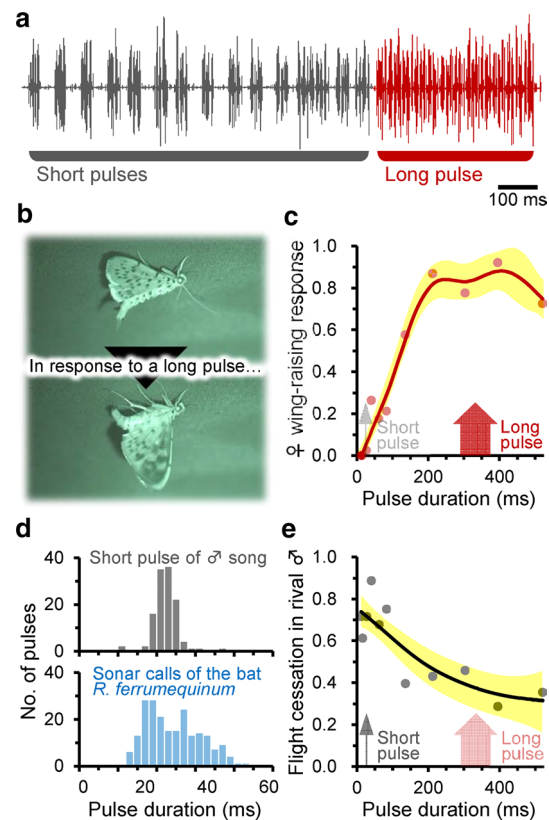 a
Short pulses
Long pulse
100 ms
b
In response to a long pulse…
c
♀ wing-raising response
1.0
0.8
0.6
0.4
0.2
0.0
Short
pulse
Long
pulse
0
200
400
Pulse duration (ms)
d
Short pulse of ♂ song
40
20
0
Sonar calls of the bat
R. ferrumequinum
40
20
0
No. of pulses
0
20
40
60
Pulse duration (ms)
e
Flight cessation in rival ♂
1.0
0.8
0.6
0.4
0.2
0.0
Short
pulse
Long
pulse
0
200
400
Pulse duration (ms)